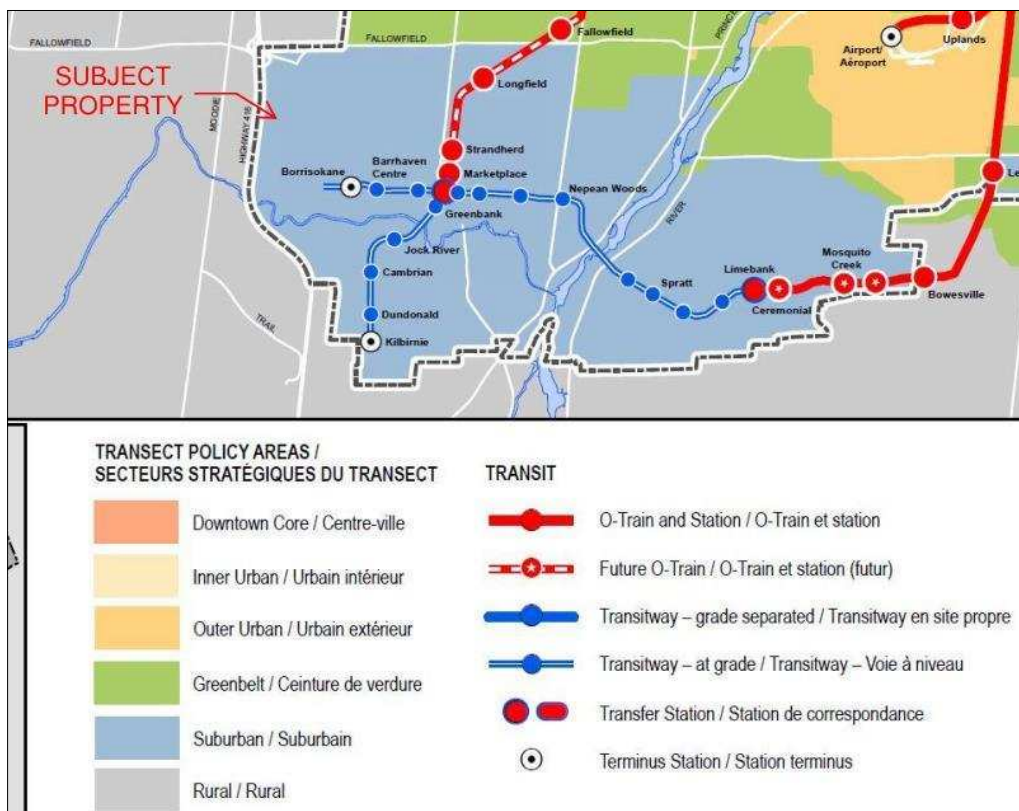 FALLOWFIELD
FALLOWFIELD
Fallowfield
Airport/
Aéroport
Uplands
SUBJECT
PROPERTY
Longfield
MOODIE
HIGHWAY 416
Strandherd
Barrhaven
Centre
Marketplace
Borrisokane
Nepean Woods
Greenbank
RIVER
Jock River
Mosquito
Creek
Cambrian
Limebank
Spratt
Bowesville
Ceremonial
Dundonald
TRAIL
Kilbirnie
TRANSECT POLICY AREAS /
SECTEURS STRATÉGIQUES DU TRANSECT
Downtown Core / Centre-ville
Inner Urban / Urbain intérieur
Outer Urban / Urbain extérieur
Greenbelt / Ceinture de verdure
Suburban / Suburbain
Rural / Rural
TRANSIT
O-Train and Station / O-Train et station
Future O-Train / O-Train et station (futur)
Transitway – grade separated / Transitway en site propre
Transitway – at grade / Transitway – Voie à niveau
Transfer Station / Station de correspondance
Terminus Station / Station terminus